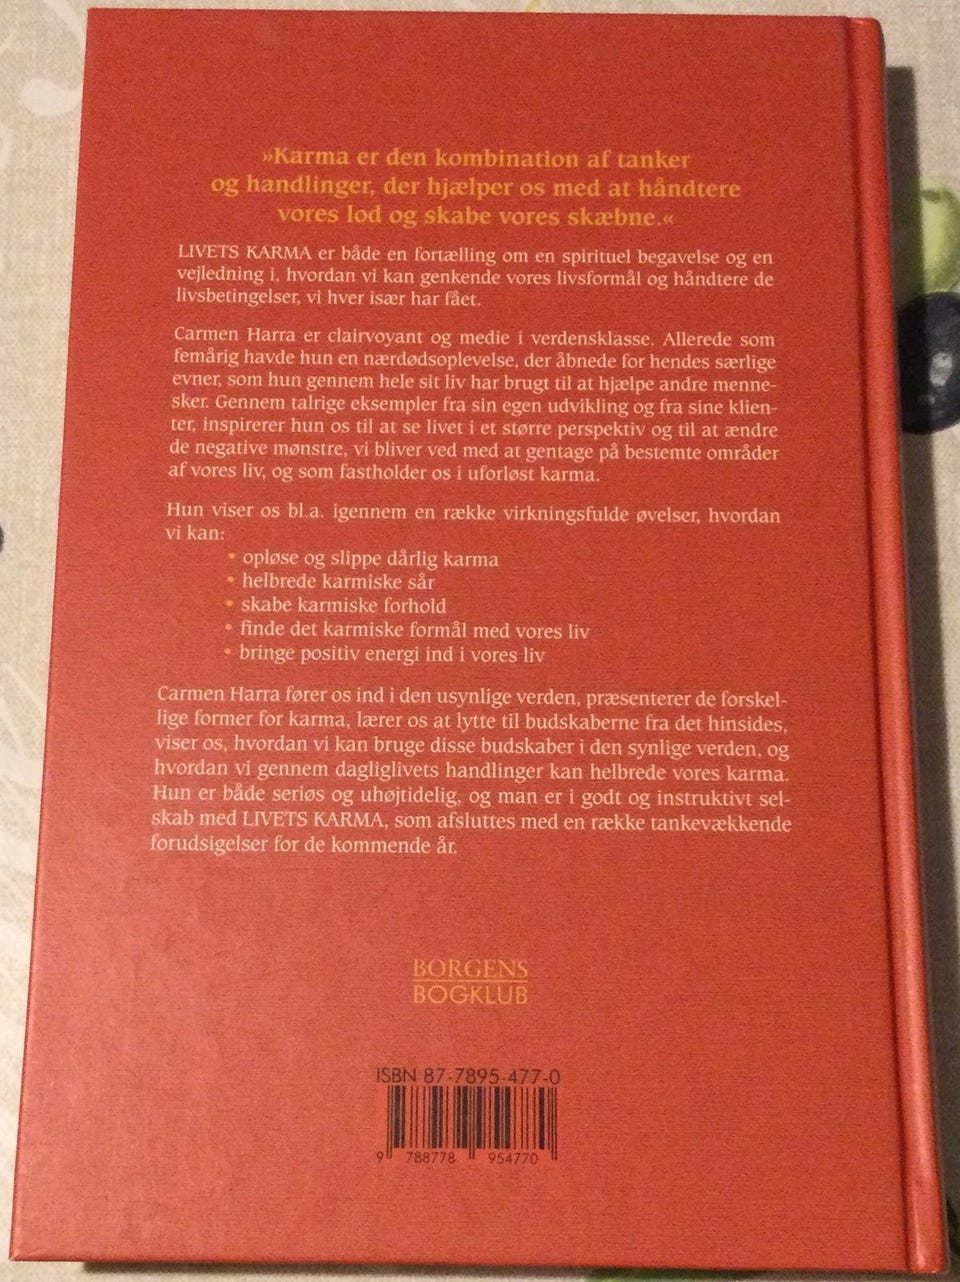 »Karma er den kombination af tanker
og handlinger, der hjælper os med at håndtere
vores lod og skabe vores skæbne.«
LIVETS KARMA er både en fortælling om en spirituel begavelse og en
vejledning i, hvordan vi kan genkende vores livsformål og håndtere de
livsbetingelser, vi hver især har fået.
Carmen Harra er clairvoyant og medie i verdensklasse. Allerede som
femårig havde hun en nærdødsoplevelse, der åbnede for hendes særlige
evner, som hun gennem hele sit liv har brugt til at hjælpe andre menne-
sker. Gennem talrige eksempler fra sin egen udvikling og fra sine klien-
ter, inspirerer hun os til at se livet i et større perspektiv og til at ændre
de negative mønstre, vi bliver ved med at gentage på bestemte områder
af vores liv, og som fastholder os i uforløst karma.
Hun viser os bl.a. igennem en række virkningsfulde øvelser, hvordan
vi kan:
• opløse og slippe dårlig karma
• helbrede karmiske sår
• skabe karmiske forhold
• finde det karmiske formål med vores liv
• bringe positiv energi ind i vores liv
Carmen Harra fører os ind i den usynlige verden, præsenterer de forskel-
lige former for karma, lærer os at lytte til budskaberne fra det hinsides,
viser os, hvordan vi kan bruge disse budskaber i den synlige verden, og
hvordan vi gennem dagliglivets handlinger kan helbrede vores karma.
Hun er både seriøs og uhøjtidelig, og man er i godt og instruktivt sel-
skab med LIVETS KARMA, som afsluttes med en række tankevækkende
forudsigelser for de kommende år.
BORGENS
BOGKLUB
ISBN 87-7895-477-0
9 788778 954770